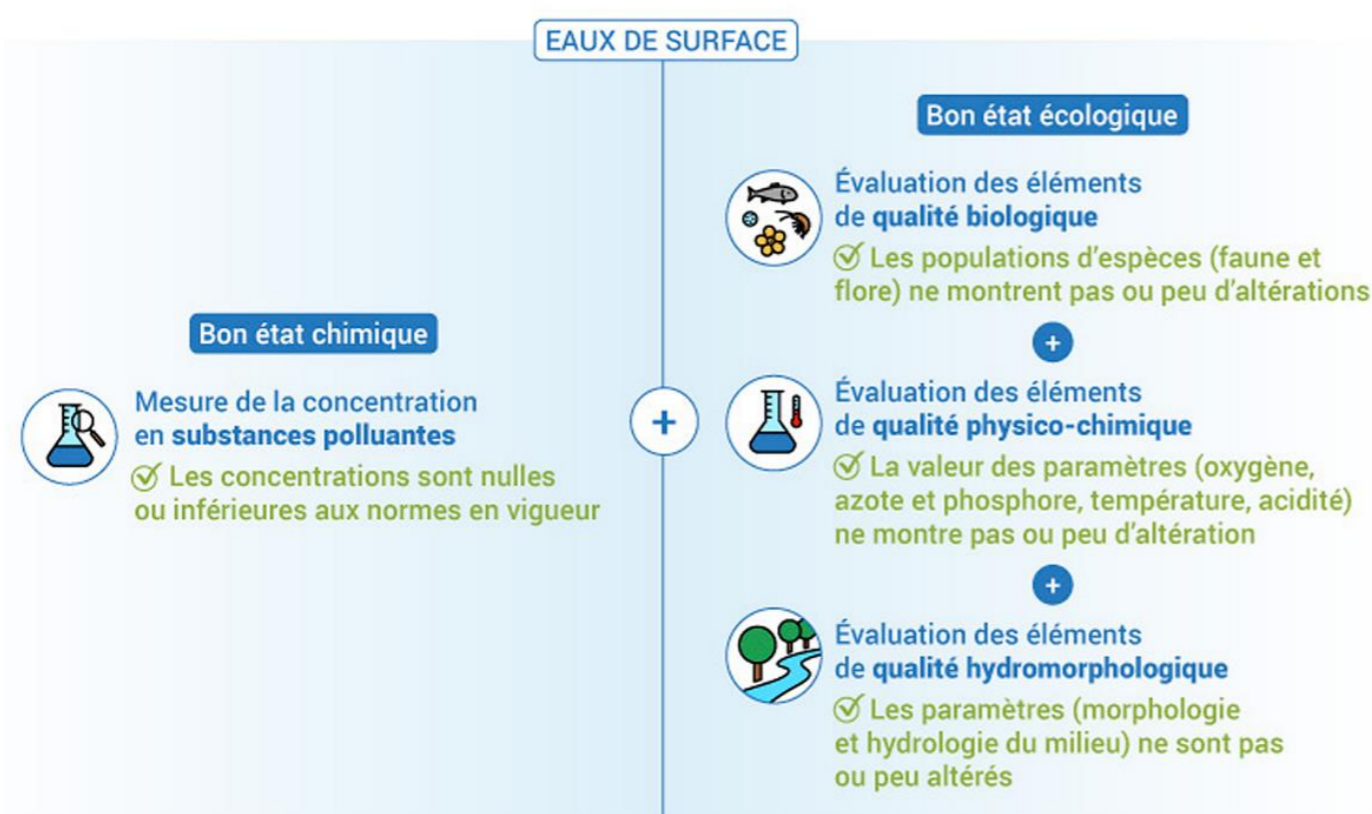 EAUX DE SURFACE
Bon état chimique
Mesure de la concentration
en substances polluantes
Les concentrations sont nulles
ou inférieures aux normes en vigueur
+
Bon état écologique
Évaluation des éléments
de qualité biologique
Les populations d'espèces (faune et
flore) ne montrent pas ou peu d'altérations
+
Évaluation des éléments
de qualité physico-chimique
La valeur des paramètres (oxygène,
azote et phosphore, température, acidité)
ne montre pas ou peu d'altération
+
Évaluation des éléments
de qualité hydromorphologique
Les paramètres (morphologie
et hydrologie du milieu) ne sont pas
ou peu altérés